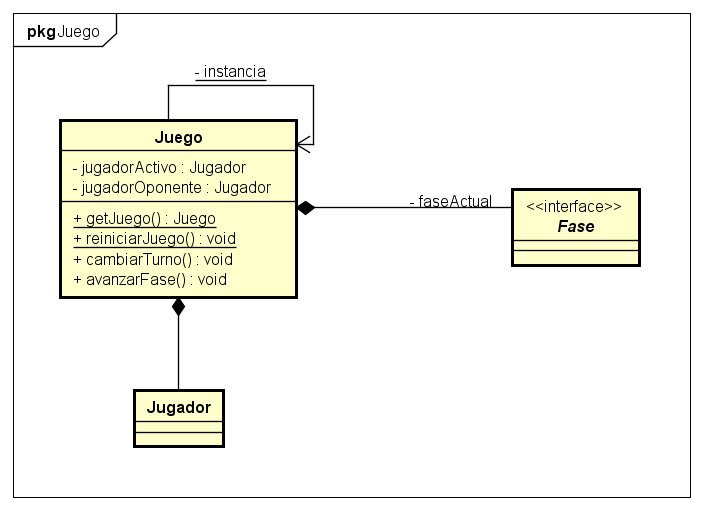 pkg Juego
- instancia
Juego
- jugadorActivo : Jugador
- jugadorOponente : Jugador
+ getJuego() : Juego
+ reiniciarJuego() : void
+ cambiarTurno() : void
+ avanzarFase() : void
- faseActual
<<interface>>
Fase
Jugador